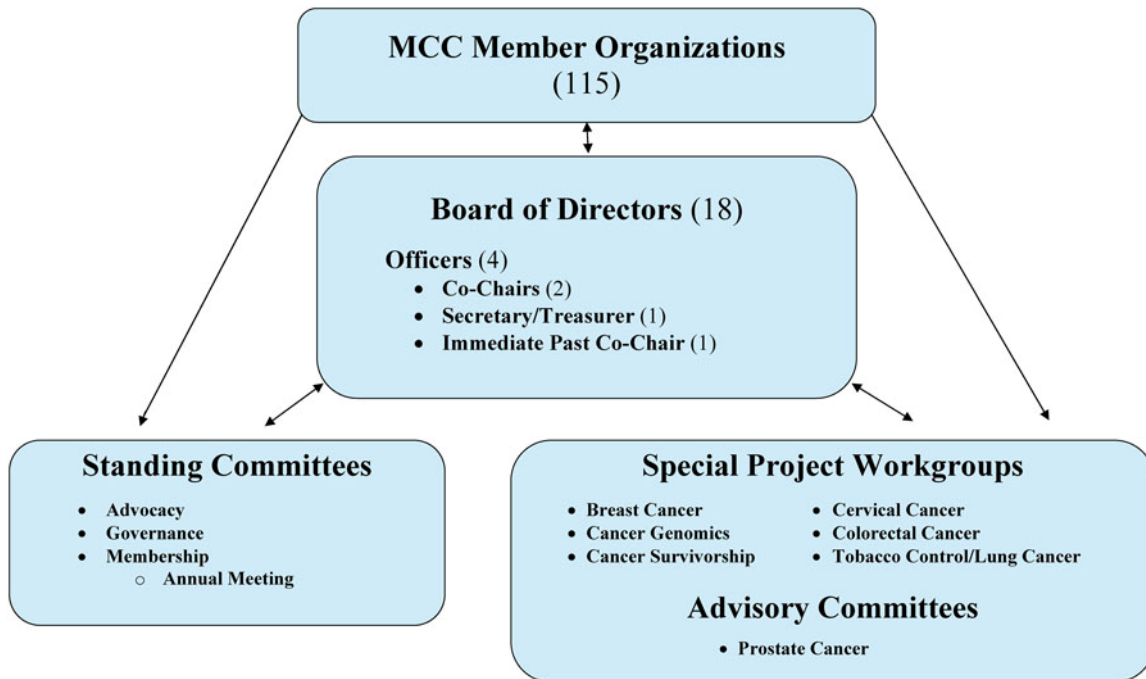 MCC Member Organizations
(115)
Board of Directors (18)
Officers (4)
• Co-Chairs (2)
• Secretary/Treasurer (1)
• Immediate Past Co-Chair (1)
Standing Committees
• Advocacy
• Governance
• Membership
o Annual Meeting
Special Project Workgroups
• Breast Cancer
• Cancer Genomics
• Cancer Survivorship
• Cervical Cancer
• Colorectal Cancer
• Tobacco Control/Lung Cancer
Advisory Committees
• Prostate Cancer